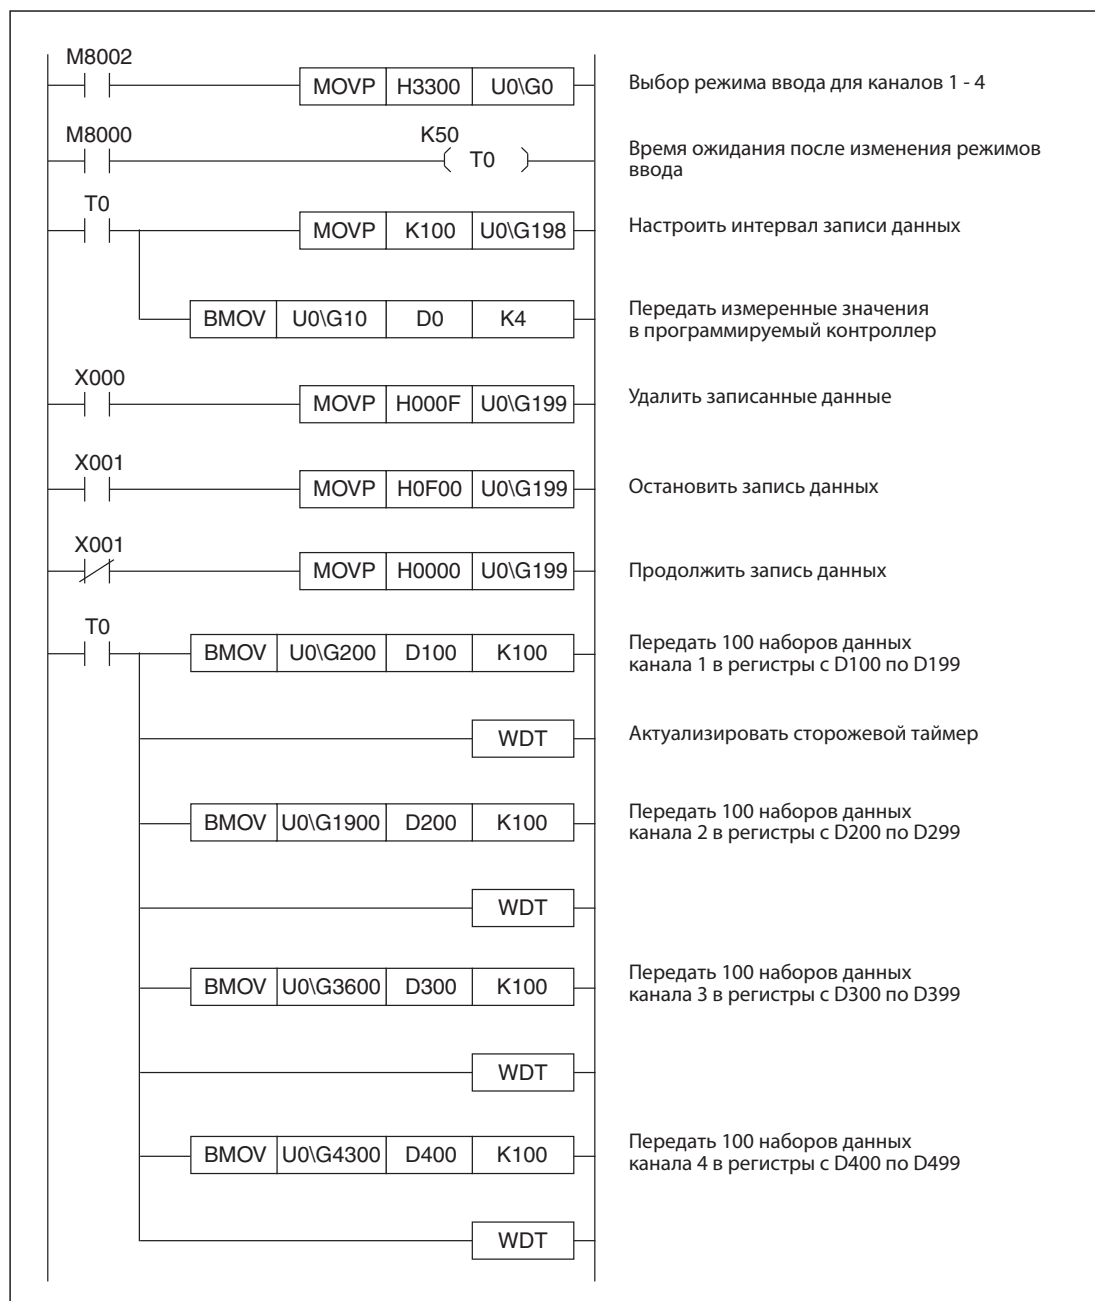 M8002
MOVP H3300 U0\G0
Выбор режима ввода для каналов 1 - 4
M8000
K50
T0
Время ожидания после изменения режимов
ввода
T0
MOVP K100 U0\G198
Настроить интервал записи данных
BMOV U0\G10 D0 K4
Передать измеренные значения
в программируемый контроллер
X000
MOVP H000F U0\G199
Удалить записанные данные
X001
MOVP H0F00 U0\G199
Остановить запись данных
X001
MOVP H0000 U0\G199
Продолжить запись данных
T0
BMOV U0\G200 D100 K100
Передать 100 наборов данных
канала 1 в регистры с D100 по D199
WDT
Актуализировать сторожевой таймер
BMOV U0\G1900 D200 K100
Передать 100 наборов данных
канала 2 в регистры с D200 по D299
WDT
BMOV U0\G3600 D300 K100
Передать 100 наборов данных
канала 3 в регистры с D300 по D399
WDT
BMOV U0\G4300 D400 K100
Передать 100 наборов данных
канала 4 в регистры с D400 по D499
WDT